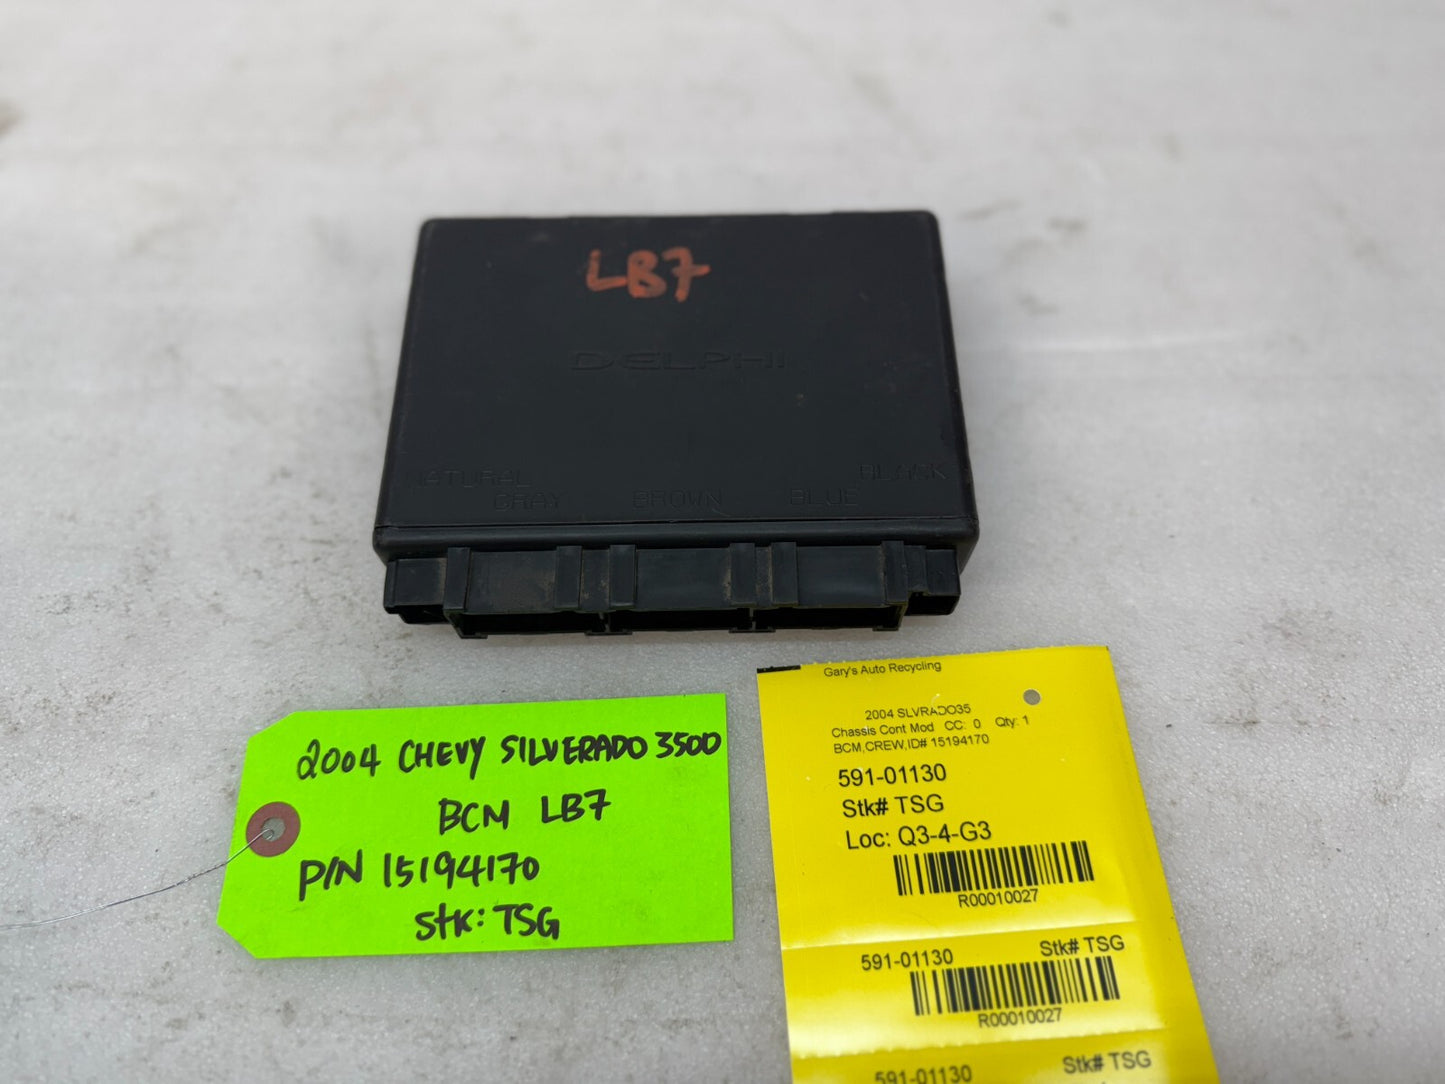 LB7
DELPHI
NATURAL
BLACK
GRAY BROWN BLUE
2004 CHEVY SILVERADO 3500
BCM LB7
P/N 15194170
Stk: TSG
Gary's Auto Recycling
2004 SLVRADO35
Chassis Cont Mod CC: 0 Qty: 1
BCM,CREW,ID# 15194170
591-01130
Stk# TSG
Loc: Q3-4-G3
R00010027
591-01130 Stk# TSG
R00010027
591-01130 Stk# TSG